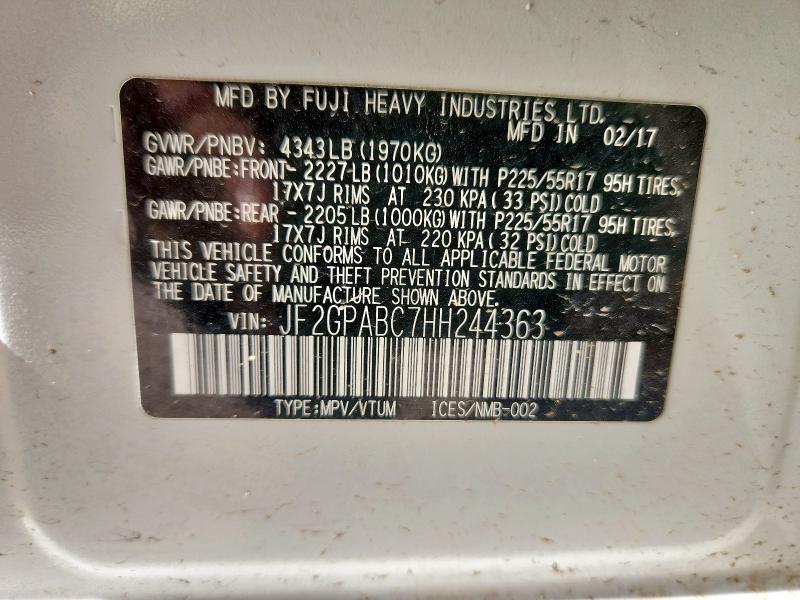 MFD BY FUJI HEAVY INDUSTRIES LTD.
MFD IN 02/17
GVWR/PNBV: 4343LB(1970KG)
GAWR/PNBE:FRONT- 2227LB(1010KG)WITH P225/55R17 95H TIRES,
17X7J RIMS AT 230 KPA(33 PSI)COLD
GAWR/PNBE:REAR - 2205LB(1000KG)WITH P225/55R17 95H TIRES,
17X7J RIMS AT 220 KPA(32 PSI)COLD
THIS VEHICLE CONFORMS TO ALL APPLICABLE FEDERAL MOTOR
VEHICLE SAFETY AND THEFT PREVENTION STANDARDS IN EFFECT ON
THE DATE OF MANUFACTURE SHOWN ABOVE.
VIN: JF2GPABC7HH244363
TYPE:MPV/VTUM ICES/NMB-002